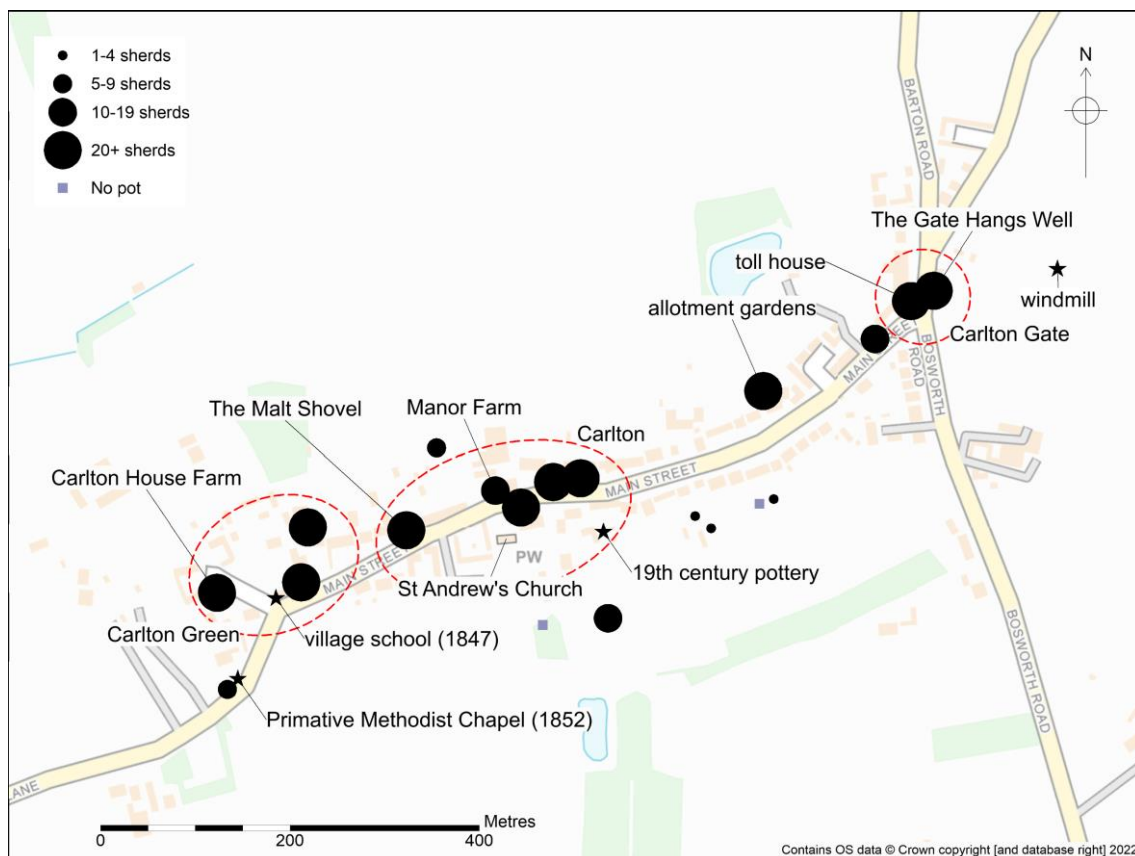 1-4 sherds
5-9 sherds
10-19 sherds
20+ sherds
No pot
N
BARTON ROAD
The Gate Hangs Well
toll house
windmill
allotment gardens
Carlton Gate
MAIN STREET
BOSWORTH
ROAD
BOSWORTH ROAD
The Malt Shovel
Manor Farm
Carlton
MAIN STREET
Carlton House Farm
MAIN STREET
PW
19th century pottery
St Andrew's Church
Carlton Green
village school (1847)
Primative Methodist Chapel (1852)
BOSWORTH ROAD
LANE
Metres
0 200 400
Contains OS data © Crown copyright [and database right] 2022